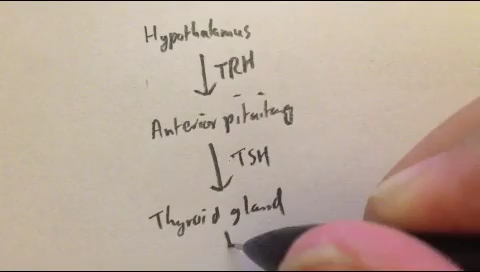 Hypothalamus
TRH
Anterior pituitary
TSH
Thyroid gland